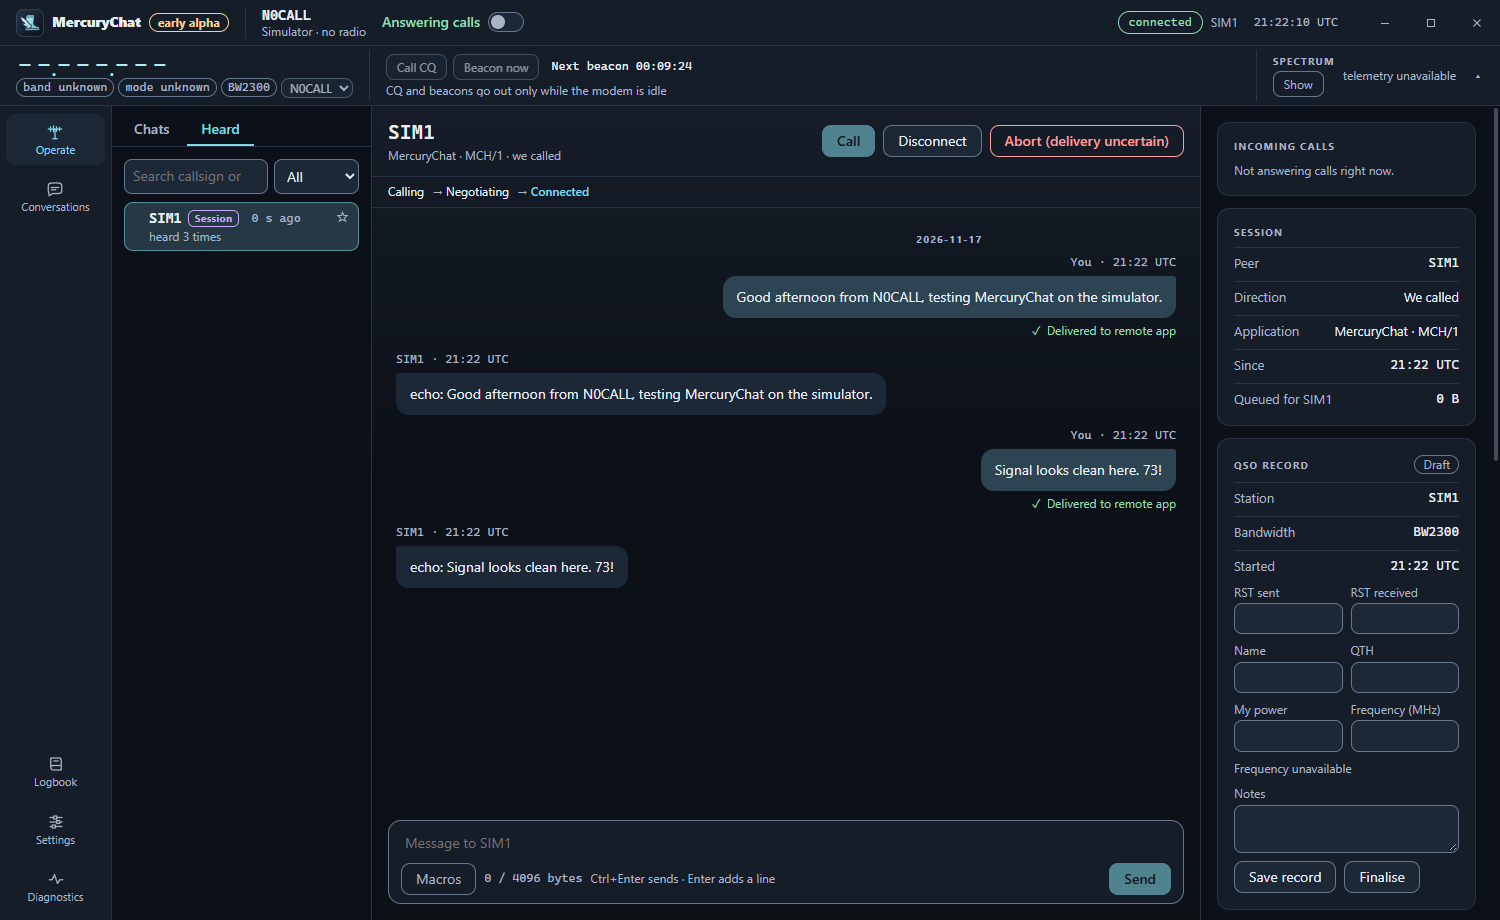 MercuryChat early alpha
N0CALL
Simulator · no radio
Answering calls
connected SIM1 21:22:10 UTC
band unknown mode unknown BW2300 N0CALL
Call CQ Beacon now Next beacon 00:09:24
CQ and beacons go out only while the modem is idle
SPECTRUM
Show telemetry unavailable
Operate
Conversations
Logbook
Settings
Diagnostics
Chats Heard
Search callsign or All
SIM1 Session 0 s ago
heard 3 times
SIM1
MercuryChat · MCH/1 · we called
Call Disconnect Abort (delivery uncertain)
Calling → Negotiating → Connected
2026-11-17
You · 21:22 UTC
Good afternoon from N0CALL, testing MercuryChat on the simulator.
✓ Delivered to remote app
SIM1 · 21:22 UTC
echo: Good afternoon from N0CALL, testing MercuryChat on the simulator.
You · 21:22 UTC
Signal looks clean here. 73!
✓ Delivered to remote app
SIM1 · 21:22 UTC
echo: Signal looks clean here. 73!
Message to SIM1
Macros 0 / 4096 bytes Ctrl+Enter sends · Enter adds a line Send
INCOMING CALLS
Not answering calls right now.
SESSION
Peer SIM1
Direction We called
Application MercuryChat · MCH/1
Since 21:22 UTC
Queued for SIM1 0 B
QSO RECORD Draft
Station SIM1
Bandwidth BW2300
Started 21:22 UTC
RST sent RST received
Name QTH
My power Frequency (MHz)
Frequency unavailable
Notes
Save record Finalise